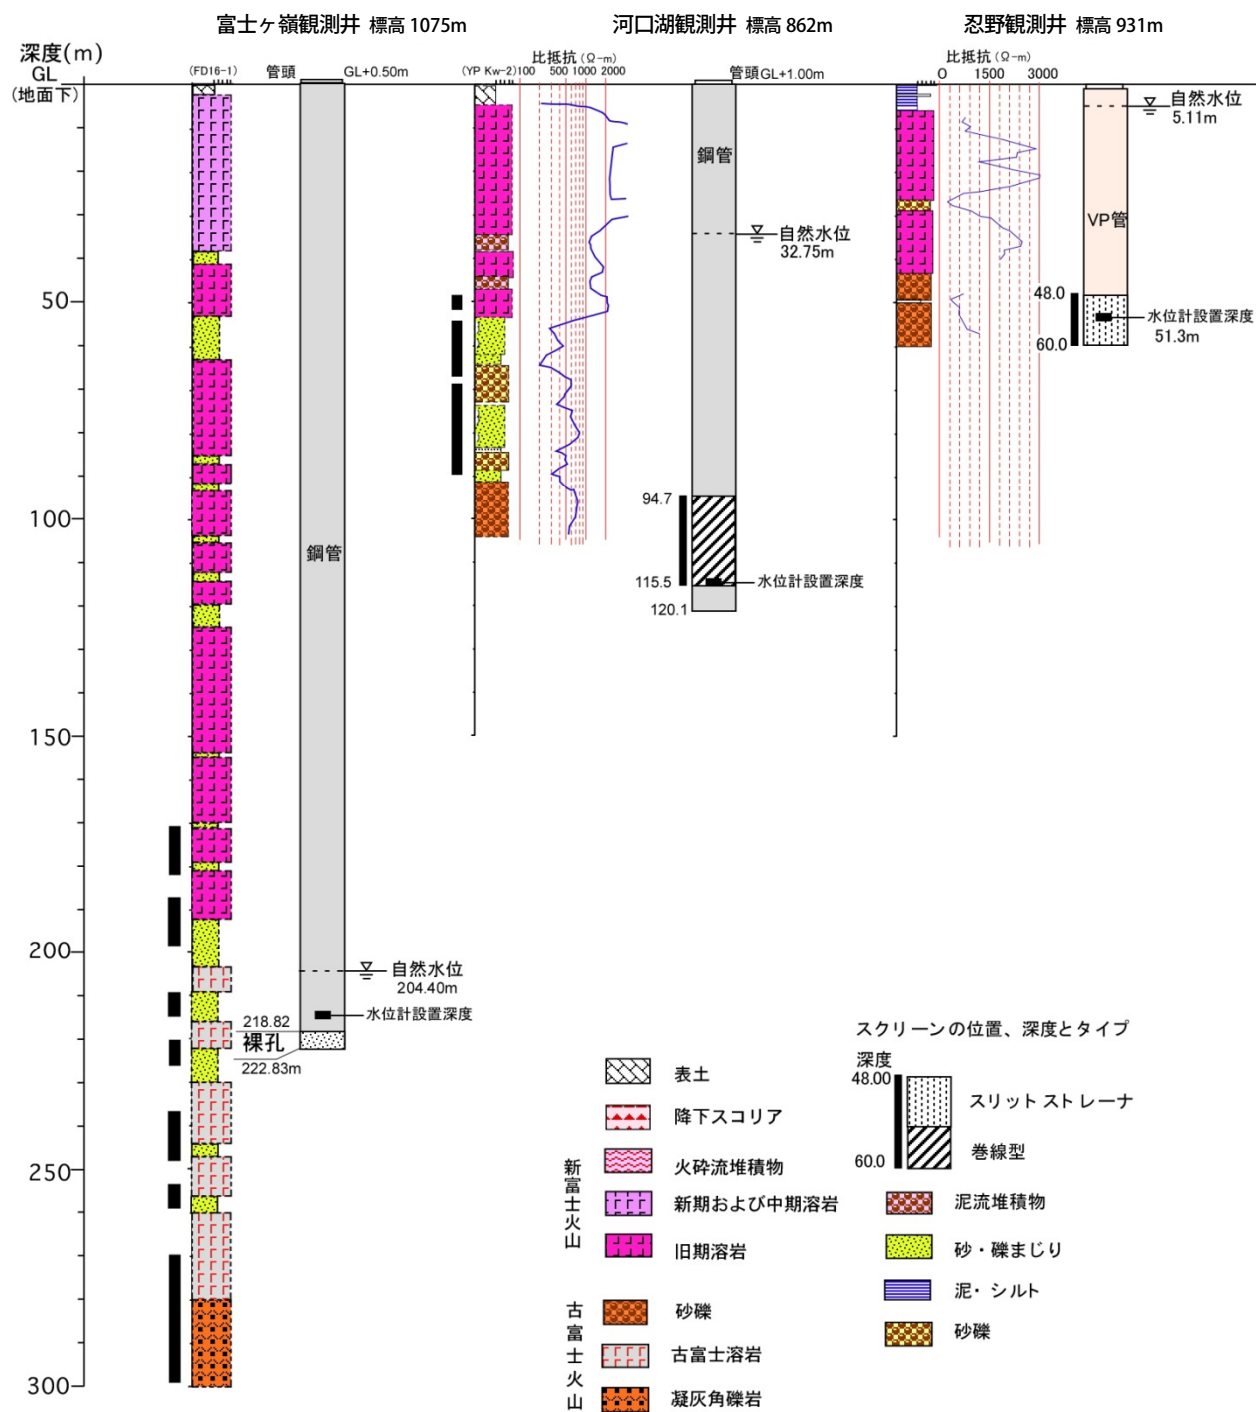 富士ヶ嶺観測井 標高 1075m
河口湖観測井 標高 862m
忍野観測井 標高 931m
深度(m)
GL
(地面下)
(FD16-1)
管頭
GL+0.50m
比抵抗(Ω-m)
(YP Kw-2)
100
500
1000
2000
管頭GL+1.00m
比抵抗(Ω-m)
0
1500
3000
50
100
150
200
250
300
鋼管
自然水位
204.40m
水位計設置深度
218.82
裸孔
222.83m
鋼管
自然水位
32.75m
94.7
115.5
水位計設置深度
120.1
自然水位
5.11m
VP管
48.0
水位計設置深度
51.3m
60.0
新富士火山
表土
降下スコリア
火砕流堆積物
新期および中期溶岩
旧期溶岩
古富士火山
砂礫
古富士溶岩
凝灰角礫岩
スクリーンの位置、深度とタイプ
深度
48.00
スリット ストレーナ
巻線型
60.0
泥流堆積物
砂・礫まじり
泥・シルト
砂礫